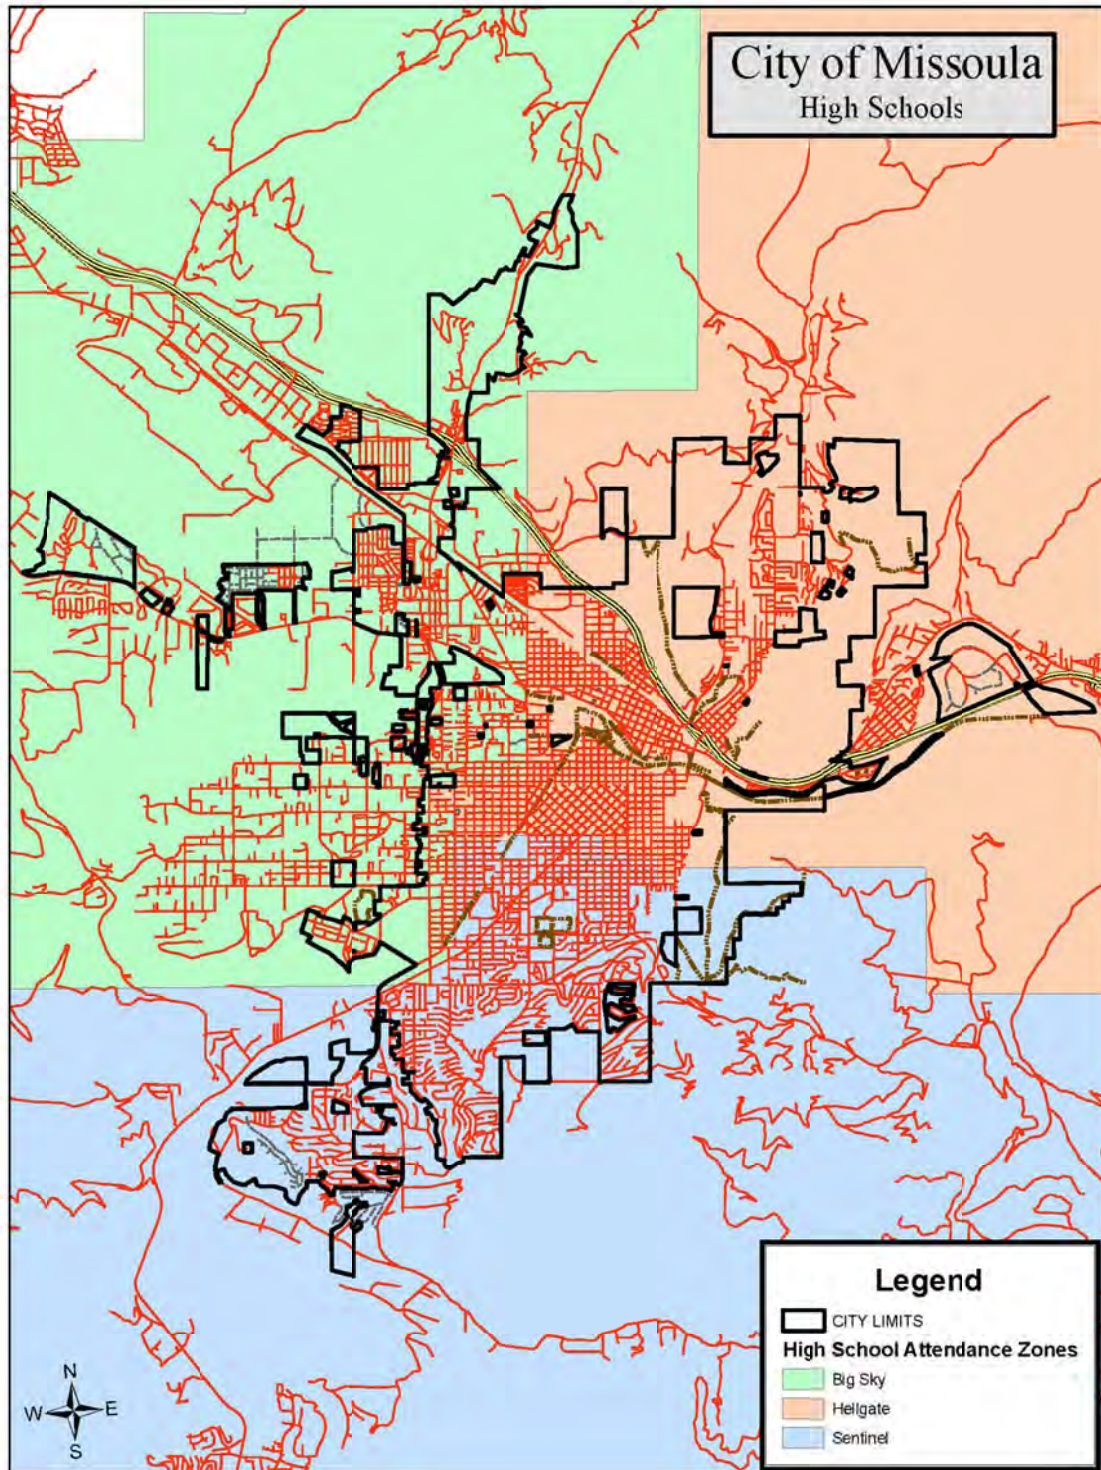 City of Missoula
High Schools
Legend
CITY LIMITS
High School Attendance Zones
Big Sky
Hellgate
Sentinel
N
W E
S